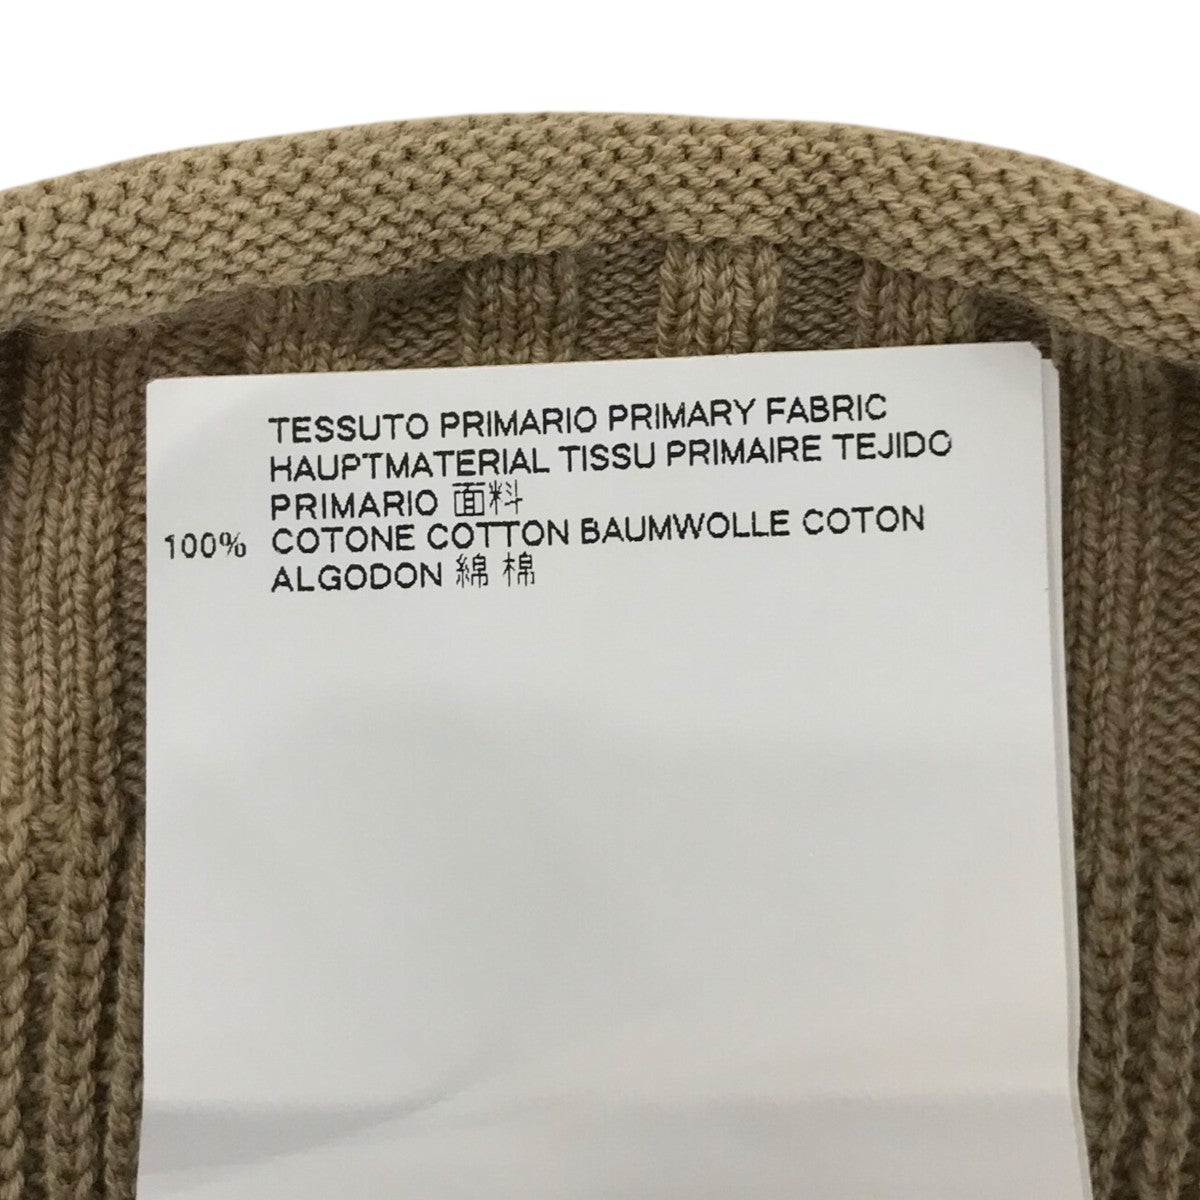 TESSUTO PRIMARIO PRIMARY FABRIC
HAUPTMATERIAL TISSU PRIMAIRE TEJIDO
PRIMARIO 面料
100% COTONE COTTON BAUMWOLLE COTON
ALGODON 綿 棉